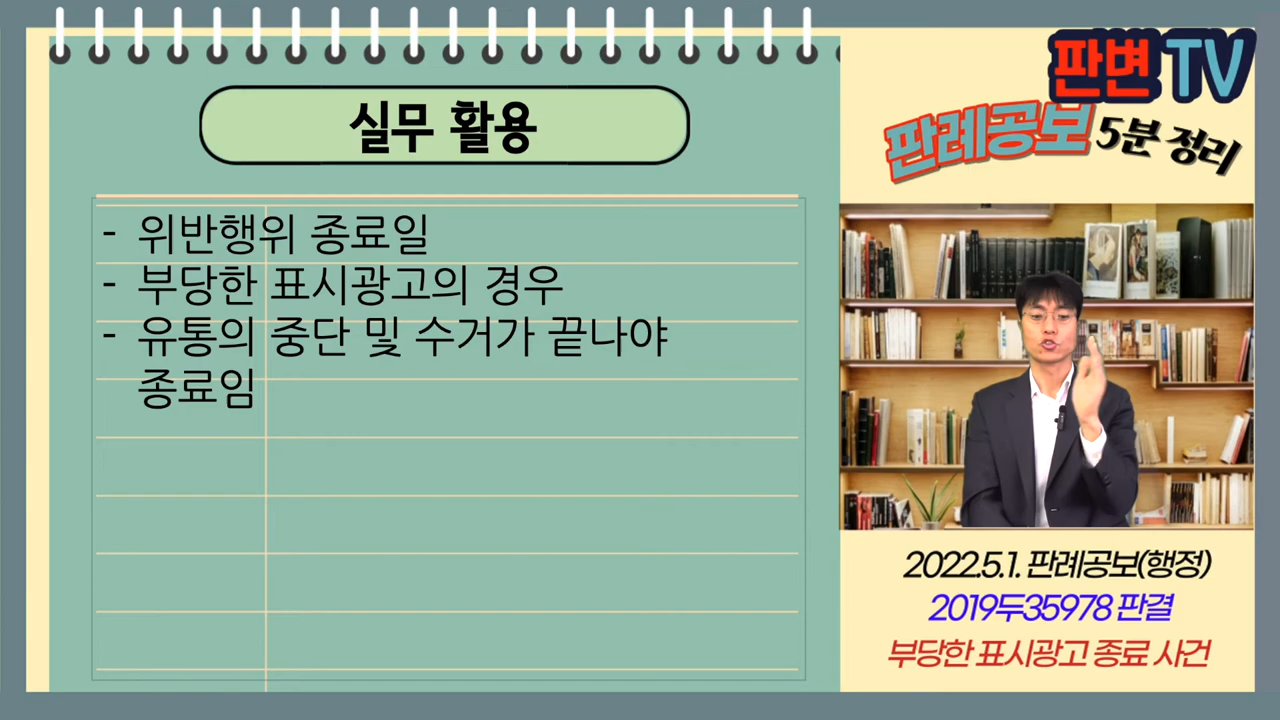 실무 활용
- 위반행위 종료일
- 부당한 표시광고의 경우
- 유통의 중단 및 수거가 끝나야
종료임
판변 TV
판례공보 5분 정리
2022.5.1. 판례공보(행정)
2019두35978 판결
부당한 표시광고 종료 사건